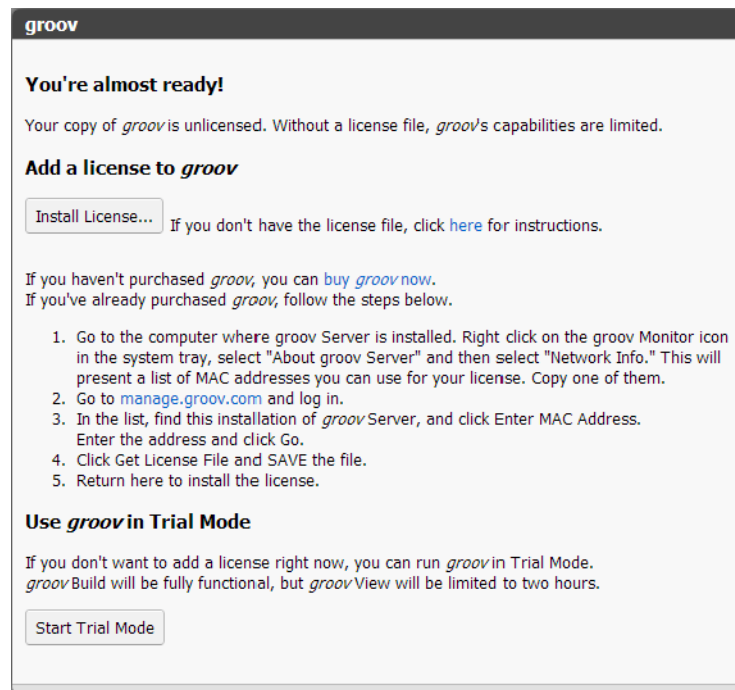 groov
You're almost ready!
Your copy of groov is unlicensed. Without a license file, groov's capabilities are limited.
Add a license to groov
Install License... If you don't have the license file, click here for instructions.
If you haven't purchased groov, you can buy groov now.
If you've already purchased groov, follow the steps below.
1. Go to the computer where groov Server is installed. Right click on the groov Monitor icon
in the system tray, select "About groov Server" and then select "Network Info." This will
present a list of MAC addresses you can use for your license. Copy one of them.
2. Go to manage.groov.com and log in.
3. In the list, find this installation of groov Server, and click Enter MAC Address.
Enter the address and click Go.
4. Click Get License File and SAVE the file.
5. Return here to install the license.
Use groov in Trial Mode
If you don't want to add a license right now, you can run groov in Trial Mode.
groov Build will be fully functional, but groov View will be limited to two hours.
Start Trial Mode